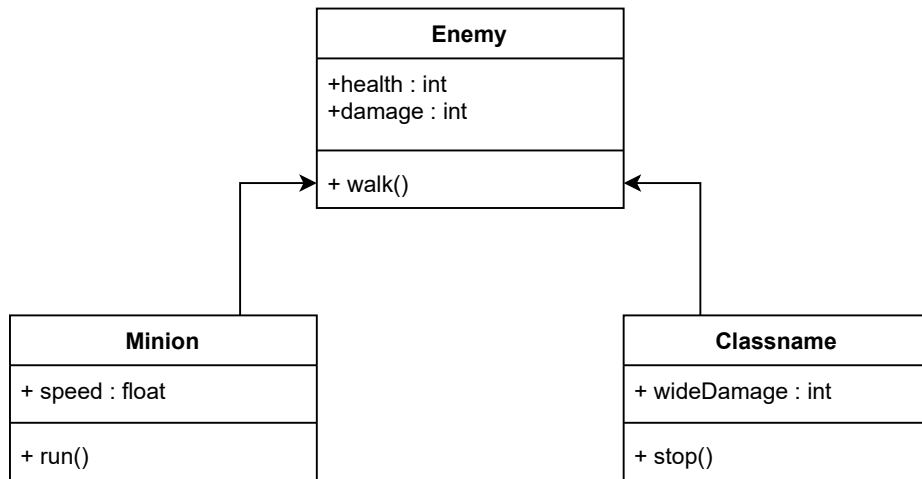 Enemy
+health : int
+damage : int
+ walk()
Minion
+ speed : float
+ run()
Classname
+ wideDamage : int
+ stop()